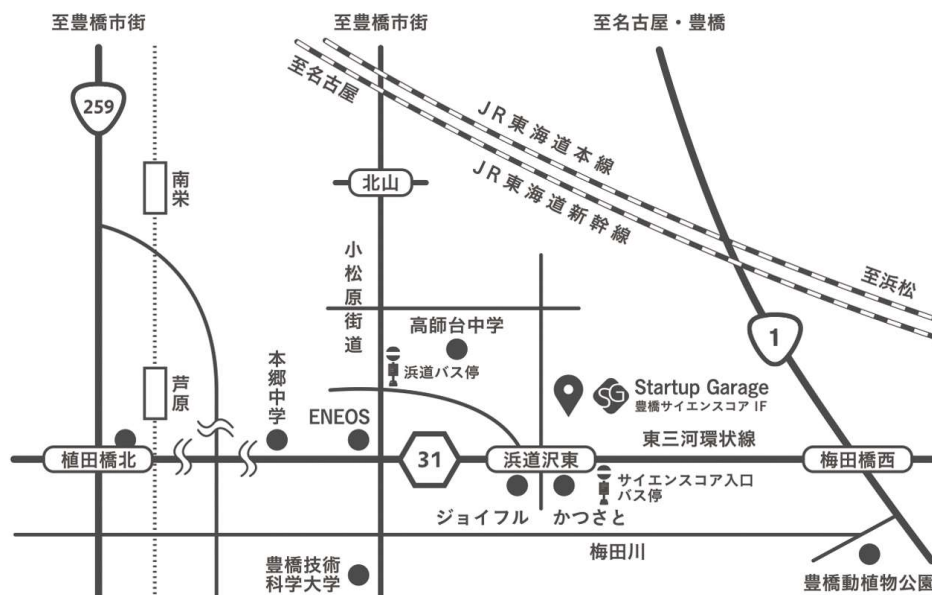 至豊橋市街
至豊橋市街
至名古屋・豊橋
259
至名古屋
JR東海道本線
JR東海道新幹線
南栄
北山
小松原街道
至浜松
1
高師台中学
浜道バス停
芦原
本郷中学
ENEOS
SG
Startup Garage
豊橋サイエンスコア 1F
東三河環状線
植田橋北
31
浜道沢東
梅田橋西
サイエンスコア入口
バス停
ジョイフル
かつさと
梅田川
豊橋技術
科学大学
豊橋動植物公園